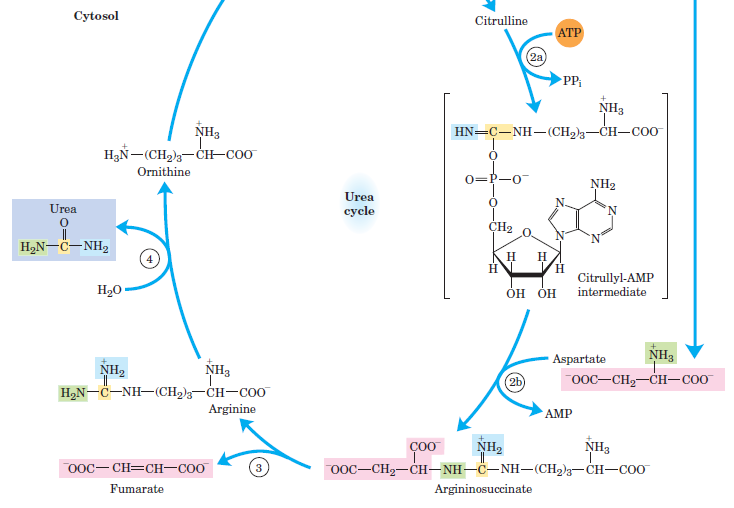 Cytosol
Citrulline
ATP
2a
PPi
+
NH3
HN=C—NH—(CH2)3—CH—COO−
O
O=P—O−
O
CH2
O
H H
H H
OH OH
NH2
N
N
N
N
Citrullyl-AMP
intermediate
+
NH3
+
H3N—(CH2)3—CH—COO−
Ornithine
Urea
cycle
Urea
O
H2N—C—NH2
4
H2O
+
NH2
+
NH3
H2N—C—NH—(CH2)3—CH—COO−
Arginine
Aspartate
+
NH3
−OOC—CH2—CH—COO−
2b
AMP
3
−OOC—CH=CH—COO−
Fumarate
COO−
+
NH2
+
NH3
−OOC—CH2—CH—NH—C—NH—(CH2)3—CH—COO−
Argininosuccinate